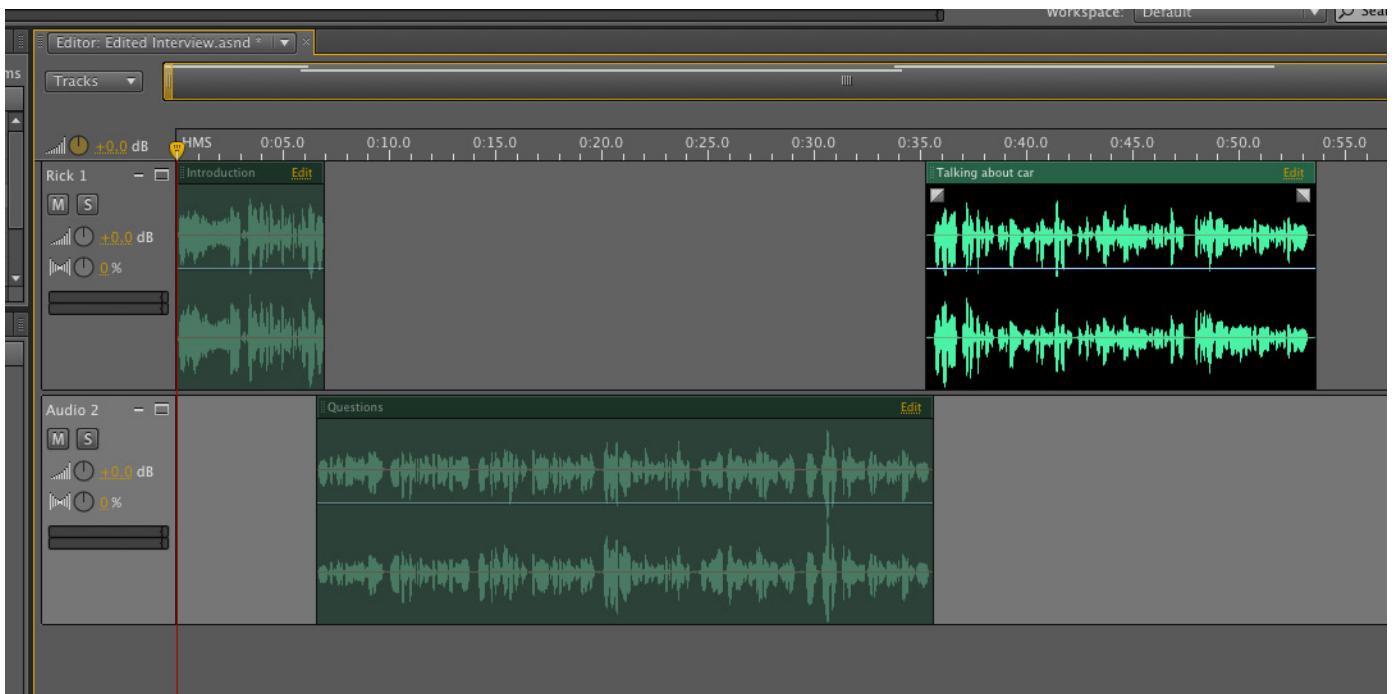 Workspace: Default
Editor: Edited Interview.asnd *
Tracks
+0.0 dB
HMS 0:05.0 0:10.0 0:15.0 0:20.0 0:25.0 0:30.0 0:35.0 0:40.0 0:45.0 0:50.0 0:55.0
Rick 1
Introduction Edit
Talking about car Edit
M S
+0.0 dB
0 %
Audio 2
Questions Edit
M S
+0.0 dB
0 %